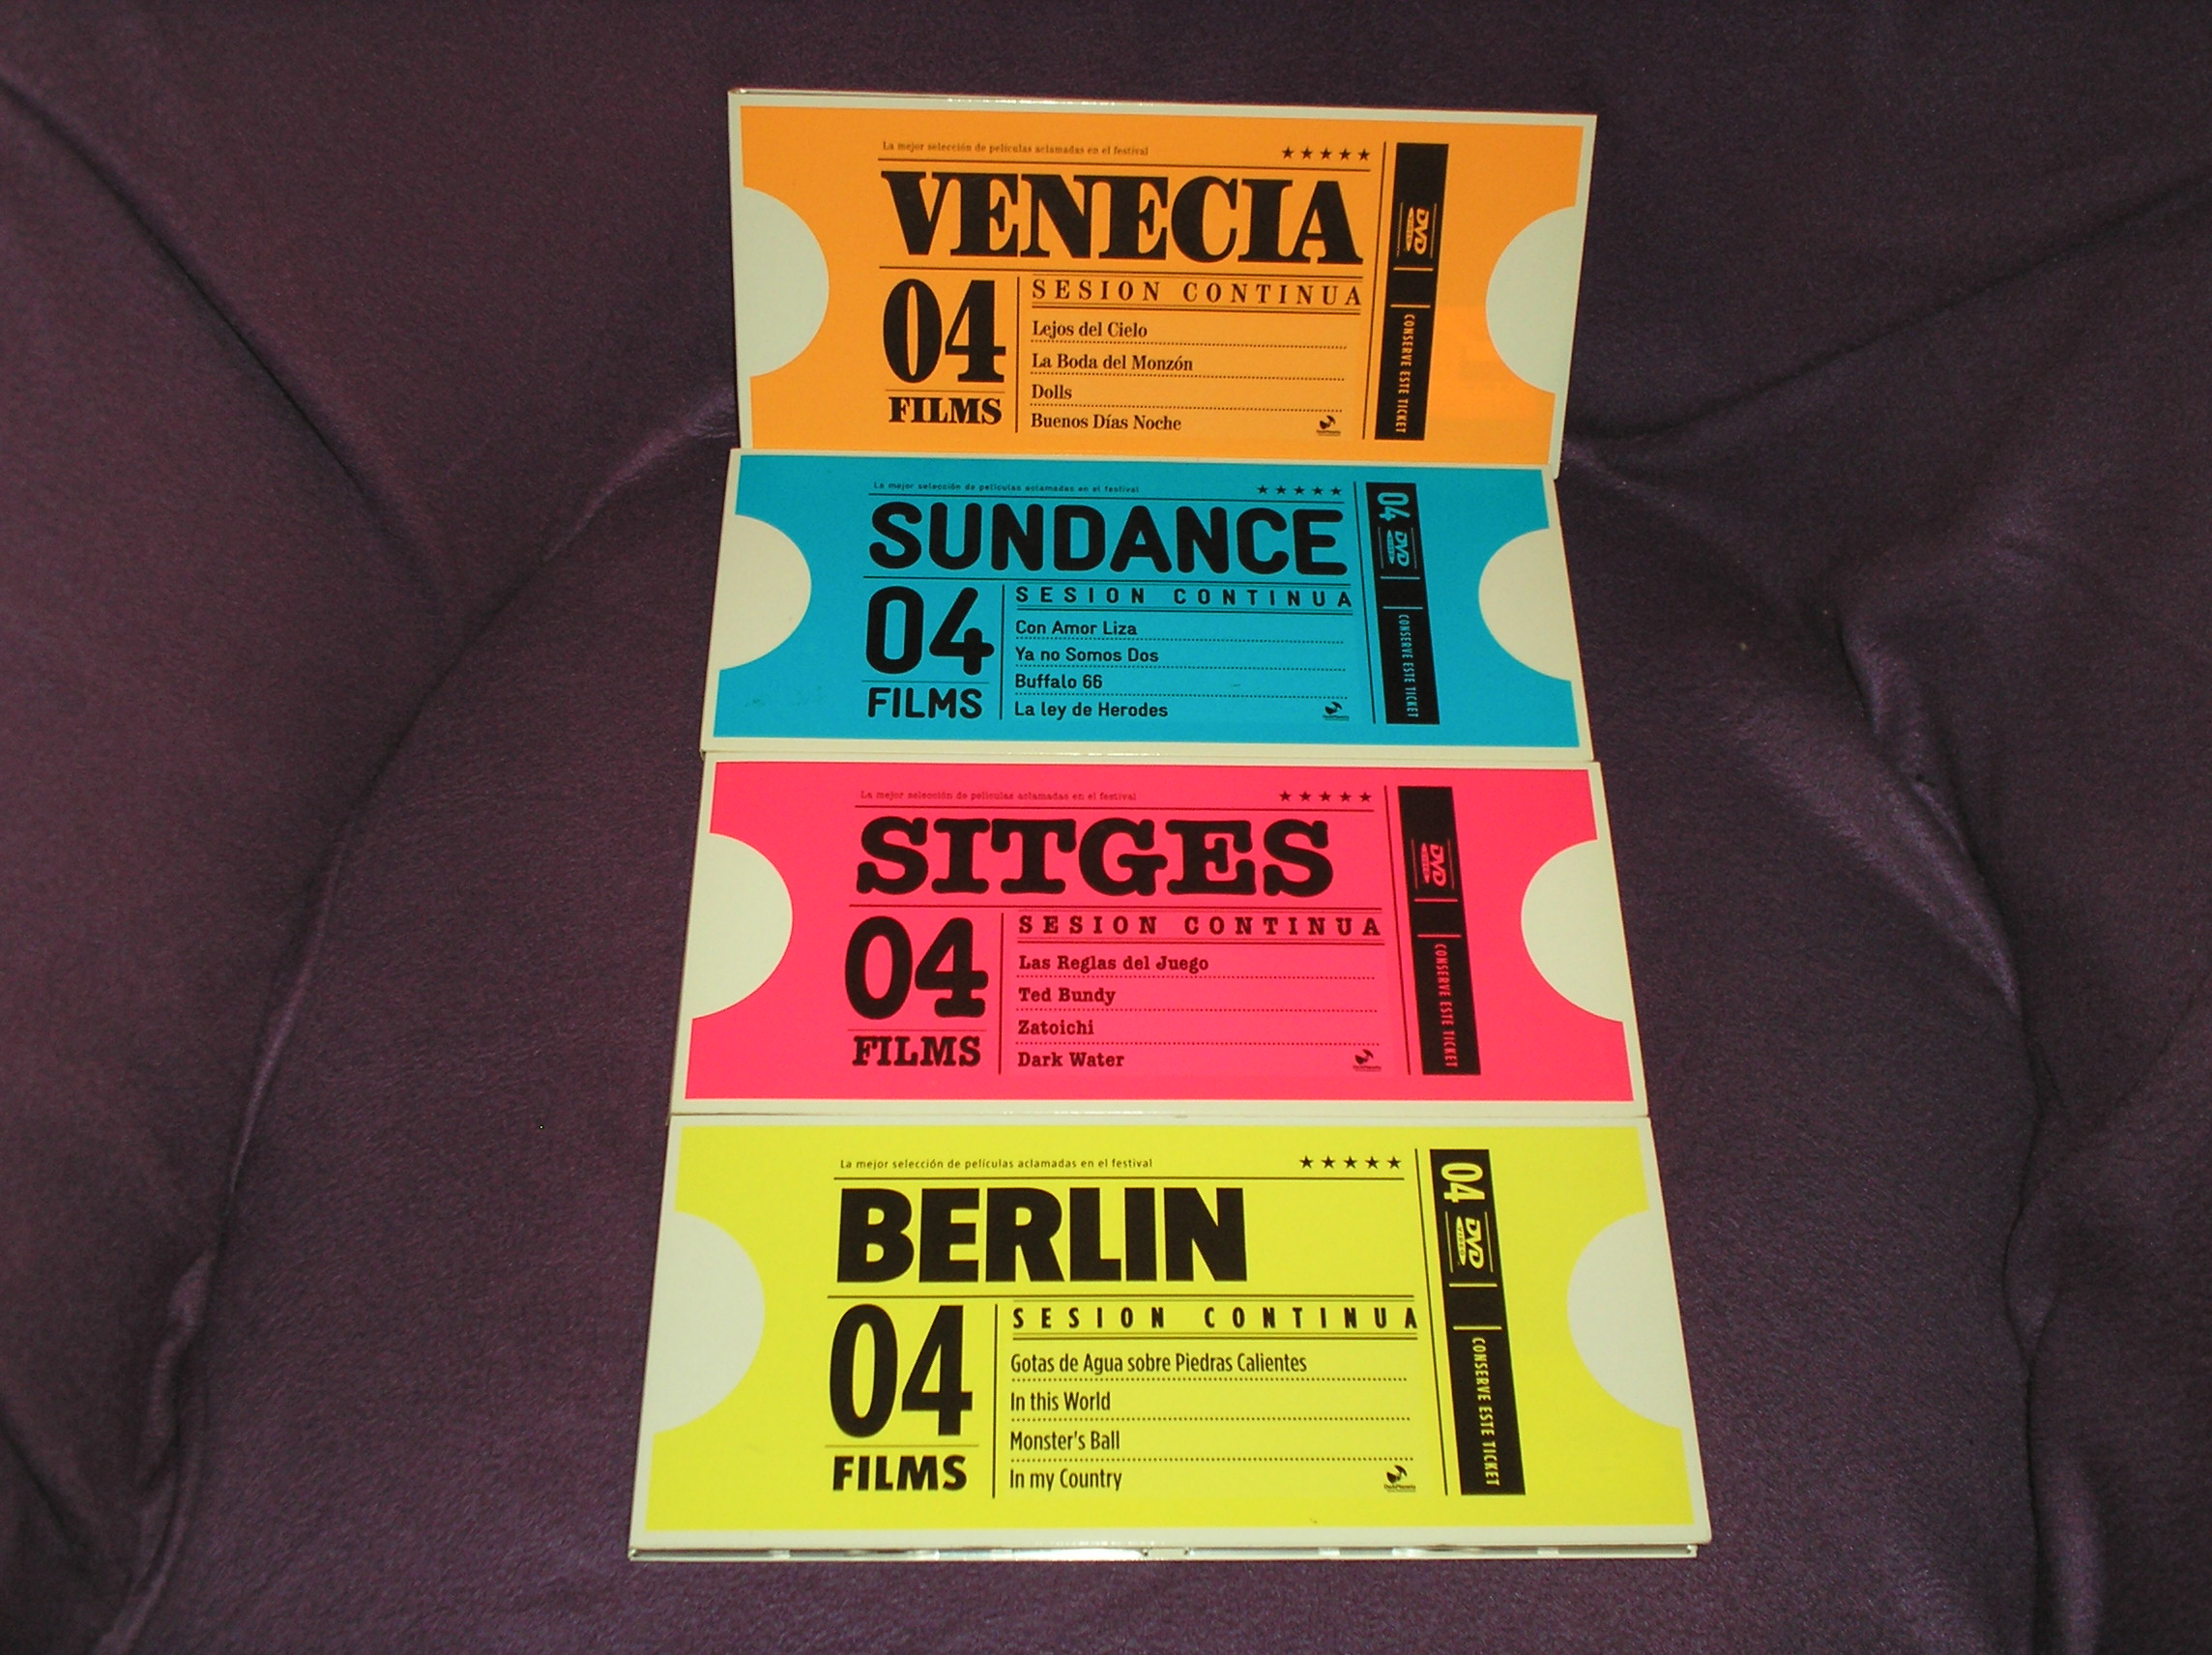 La mejor selección de películas aclamadas en el festival
★★★★★
VENECIA
04
FILMS
SESION CONTINUA
Lejos del Cielo
La Boda del Monzón
Dolls
Buenos Días Noche
DVD
CONSERVE ESTE TICKET
La mejor selección de películas aclamadas en el festival
★★★★★
SUNDANCE
04
FILMS
SESION CONTINUA
Con Amor Liza
Ya no Somos Dos
Buffalo 66
La ley de Herodes
04
DVD
CONSERVE ESTE TICKET
La mejor selección de películas aclamadas en el festival
★★★★★
SITGES
04
FILMS
SESION CONTINUA
Las Reglas del Juego
Ted Bundy
Zatoichi
Dark Water
DVD
CONSERVE ESTE TICKET
La mejor selección de películas aclamadas en el festival
★★★★★
BERLIN
04
FILMS
SESION CONTINUA
Gotas de Agua sobre Piedras Calientes
In this World
Monster's Ball
In my Country
04
DVD
VIDEO
CONSERVE ESTE TICKET